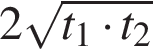 2√t₁ · t₂